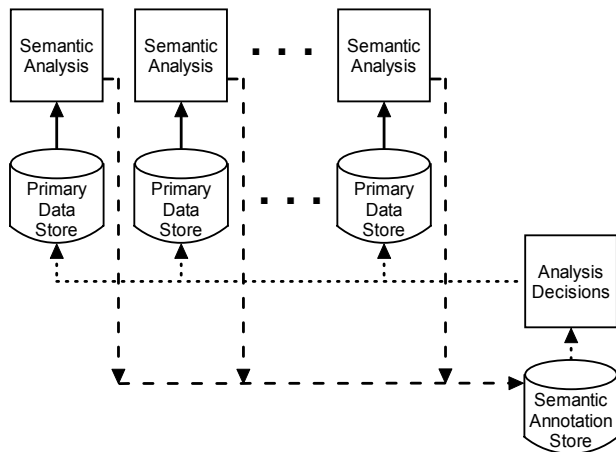 Semantic
Analysis
Semantic
Analysis
Semantic
Analysis
Primary
Data
Store
Primary
Data
Store
Primary
Data
Store
Analysis
Decisions
Semantic
Annotation
Store